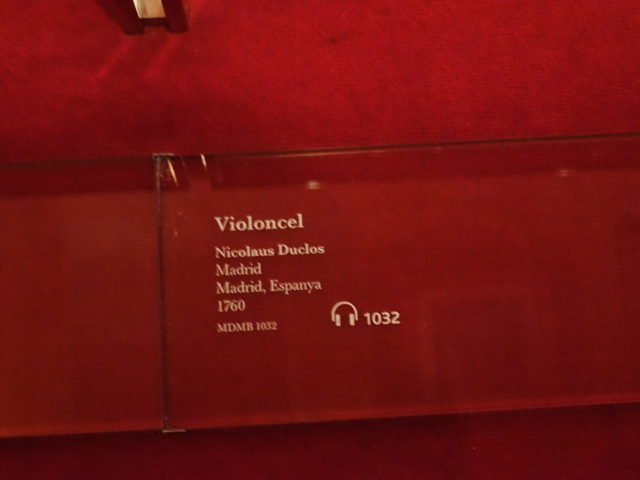 Violoncel
Nicolaus Duclos
Madrid
Madrid, Espanya
1760
MDMB 1032
1032